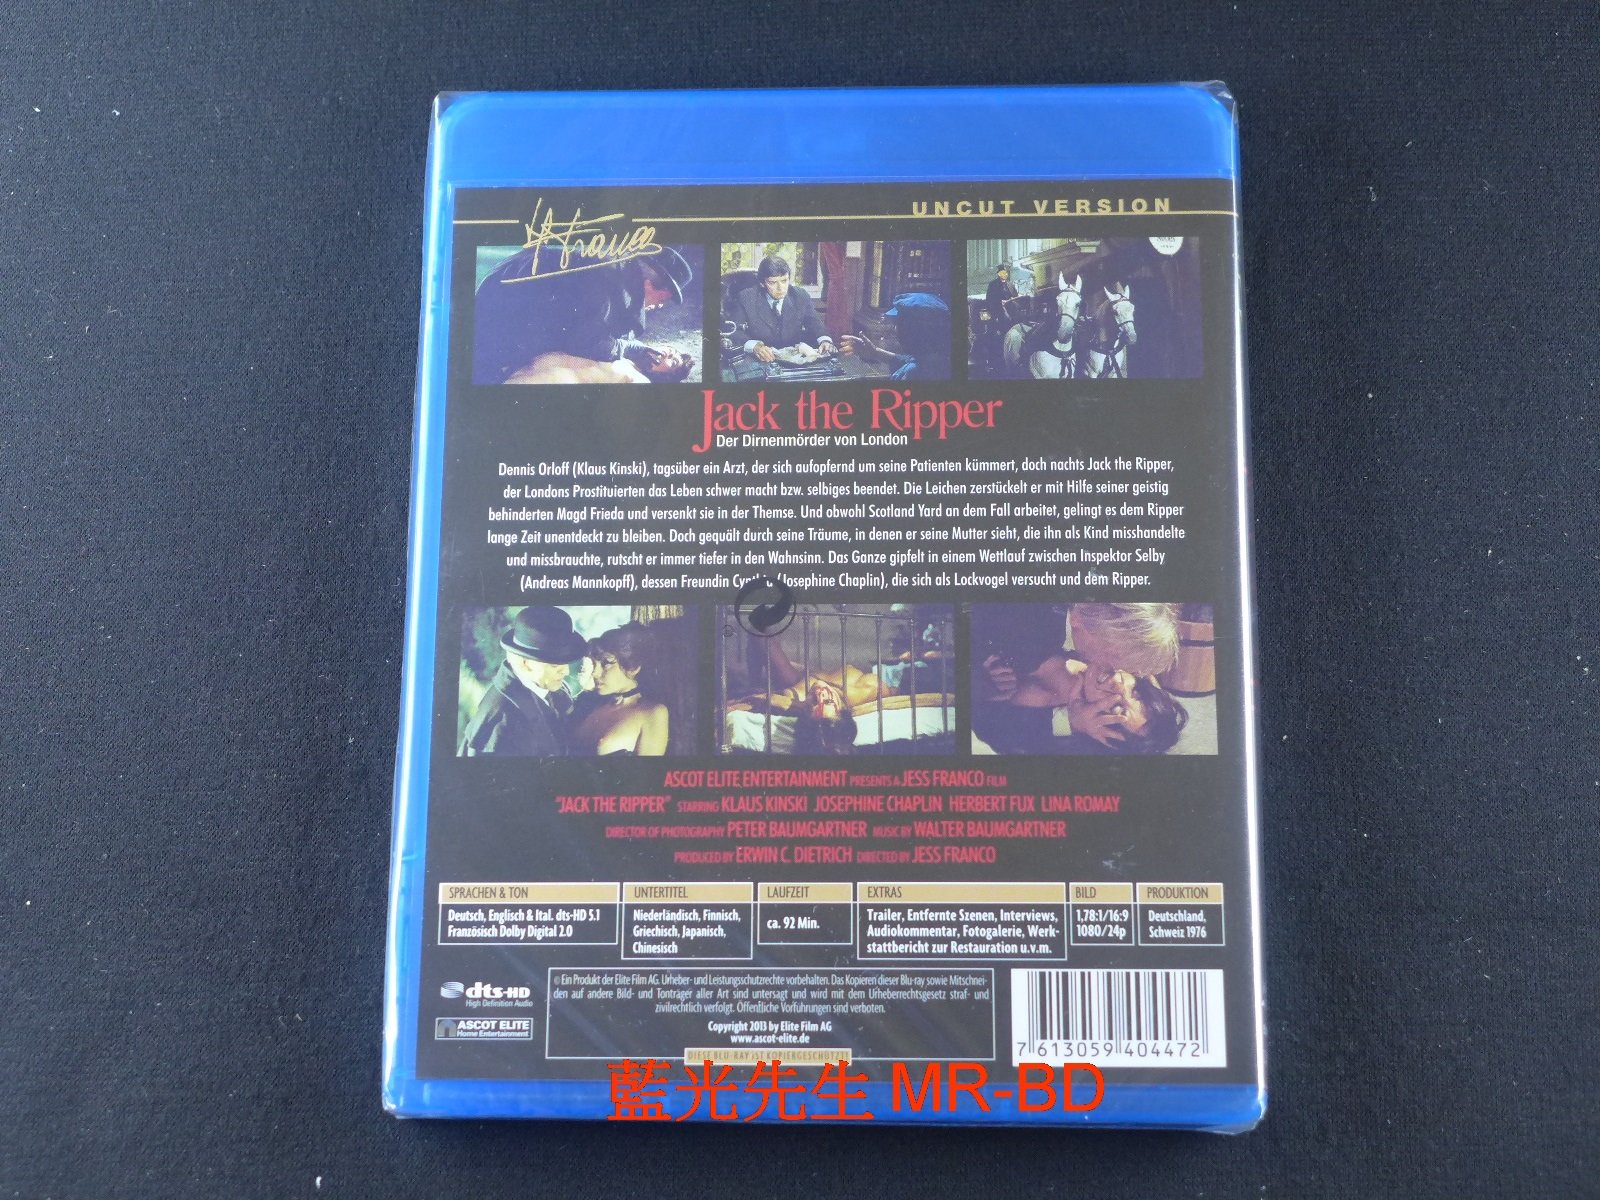 UNCUT VERSION
Franco
Jack the Ripper
Der Dirnenmörder von London
Dennis Orloff (Klaus Kinski), tagsüber ein Arzt, der sich aufopfernd um seine Patienten kümmert, doch nachts Jack the Ripper,
der Londons Prostituierten das Leben schwer macht bzw. selbiges beendet. Die Leichen zerstückelt er mit Hilfe seiner geistig
behinderten Magd Frieda und versenkt sie in der Themse. Und obwohl Scotland Yard an dem Fall arbeitet, gelingt es dem Ripper
lange Zeit unentdeckt zu bleiben. Doch gequält durch seine Träume, in denen er seine Mutter sieht, die ihn als Kind misshandelte
und missbrauchte, rutscht er immer tiefer in den Wahnsinn. Das Ganze gipfelt in einem Wettlauf zwischen Inspektor Selby
(Andreas Mannkopff), dessen Freundin Cynthia (Josephine Chaplin), die sich als Lockvogel versucht und dem Ripper.
ASCOT ELITE ENTERTAINMENT PRESENTS A JESS FRANCO FILM
"JACK THE RIPPER" STARRING KLAUS KINSKI JOSEPHINE CHAPLIN HERBERT FUX LINA ROMAY
DIRECTOR OF PHOTOGRAPHY PETER BAUMGARTNER MUSIC BY WALTER BAUMGARTNER
PRODUCED BY ERWIN C. DIETRICH DIRECTED BY JESS FRANCO
SPRACHEN & TON
Deutsch, Englisch & Ital. dts-HD 5.1
Französisch Dolby Digital 2.0
UNTERTITEL
Niederländisch, Finnisch,
Griechisch, Japanisch,
Chinesisch
LAUFZEIT
ca. 92 Min.
EXTRAS
Trailer, Entfernte Szenen, Interviews,
Audiokommentar, Fotogalerie, Werk-
stattbericht zur Restauration u.v.m.
BILD
1,78:1/16:9
1080/24p
PRODUKTION
Deutschland,
Schweiz 1976
dts-HD
High Definition Audio
ASCOT ELITE
Home Entertainment
© Ein Produkt der Elite Film AG. Urheber- und Leistungsschutzrechte vorbehalten. Das Kopieren dieser Blu-ray sowie Mitschnei-
den auf andere Bild- und Tonträger aller Art sind untersagt und wird mit dem Urheberrechtsgesetz straf- und
zivilrechtlich verfolgt. Öffentliche Vorführungen sind verboten.
Copyright 2013 by Elite Film AG
www.ascot-elite.de
DIESE BLU-RAY IST KOPIERGESCHÜTZT!
7 613059 404472
藍光先生 MR-BD